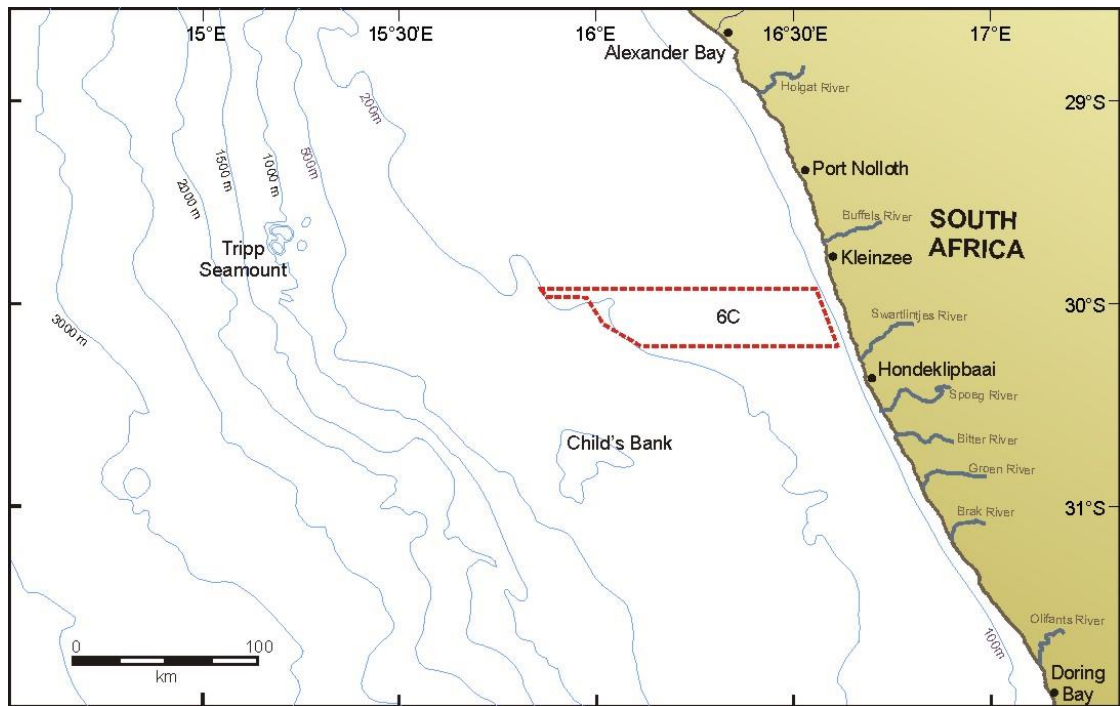 15°E
15°30'E
16°E
16°30'E
17°E
Alexander Bay
Holgat River
29°S
200m
500m
1000 m
1500 m
2000 m
3000 m
Port Nolloth
Buffels River
SOUTH
AFRICA
Tripp
Seamount
Kleinzee
30°S
6C
Swartlintjes River
Hondeklipbaai
Spoeg River
Child's Bank
Bitter River
Groen River
31°S
Brak River
100m
Olifants River
0
100
km
Doring
Bay